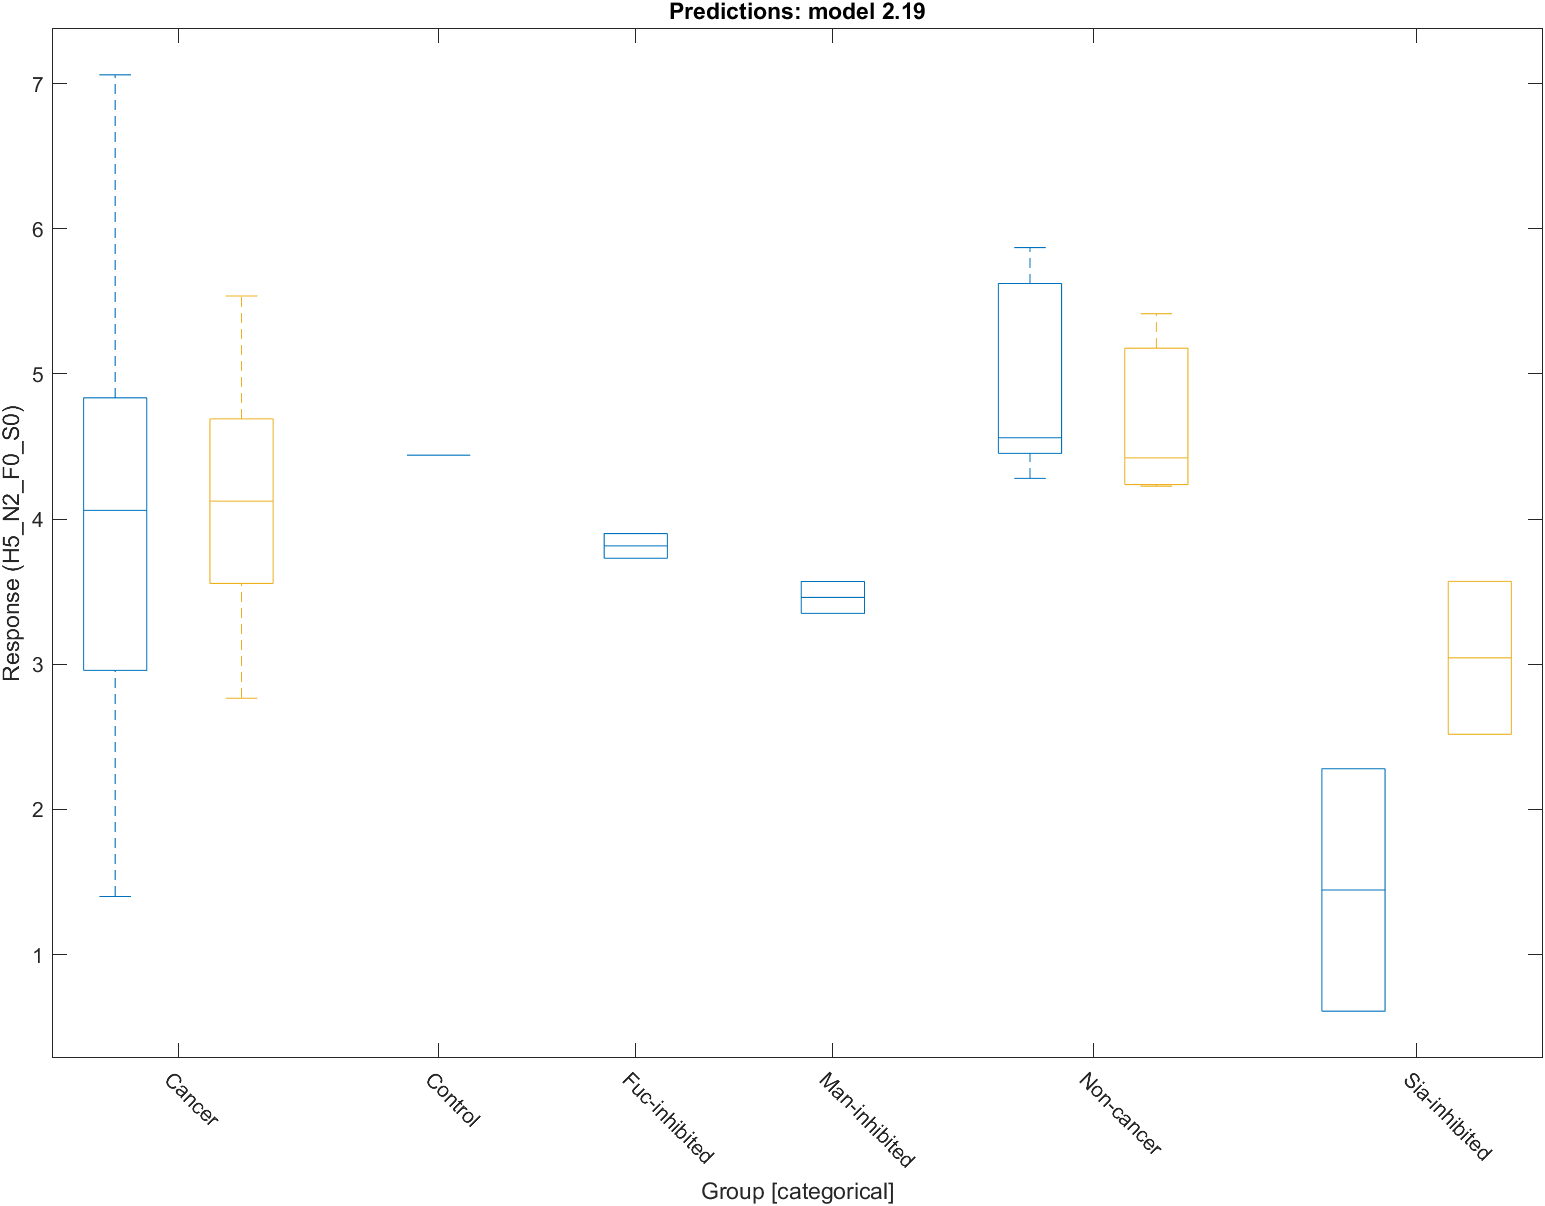 Predictions: model 2.19
7
6
5
4
3
2
1
Response (H5_N2_F0_S0)
Cancer
Control
Fuc-inhibited
Man-inhibited
Non-cancer
Sia-inhibited
Group [categorical]